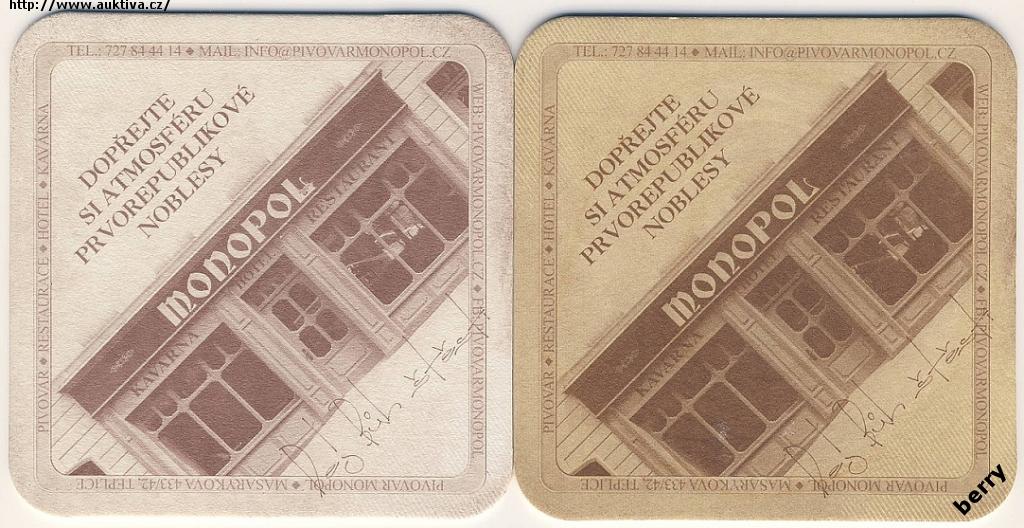 http://www.auktiva.cz/
TEL.: 727 84 44 14 ◆ MAIL: INFO@PIVOVARMONOPOL.CZ
WEB: PIVOVARMONOPOL.CZ ◆ FB: PIVOVARMONOPOL
PIVOVAR MONOPOL ◆ MASARYKOVA 433/42, TEPLICE
PIVOVAR ◆ RESTAURACE ◆ HOTEL ◆ KAVÁRNA
DOPŘEJTE
SI ATMOSFÉRU
PRVOREPUBLIKOVÉ
NOBLESY
MONOPOL
KAVÁRNA
HOTEL
RESTAURANT
TEL.: 727 84 44 14 ◆ MAIL: INFO@PIVOVARMONOPOL.CZ
WEB: PIVOVARMONOPOL.CZ ◆ FB: PIVOVARMONOPOL
PIVOVAR MONOPOL ◆ MASARYKOVA 433/42, TEPLICE
PIVOVAR ◆ RESTAURACE ◆ HOTEL ◆ KAVÁRNA
DOPŘEJTE
SI ATMOSFÉRU
PRVOREPUBLIKOVÉ
NOBLESY
MONOPOL
KAVÁRNA
HOTEL
RESTAURANT
berry